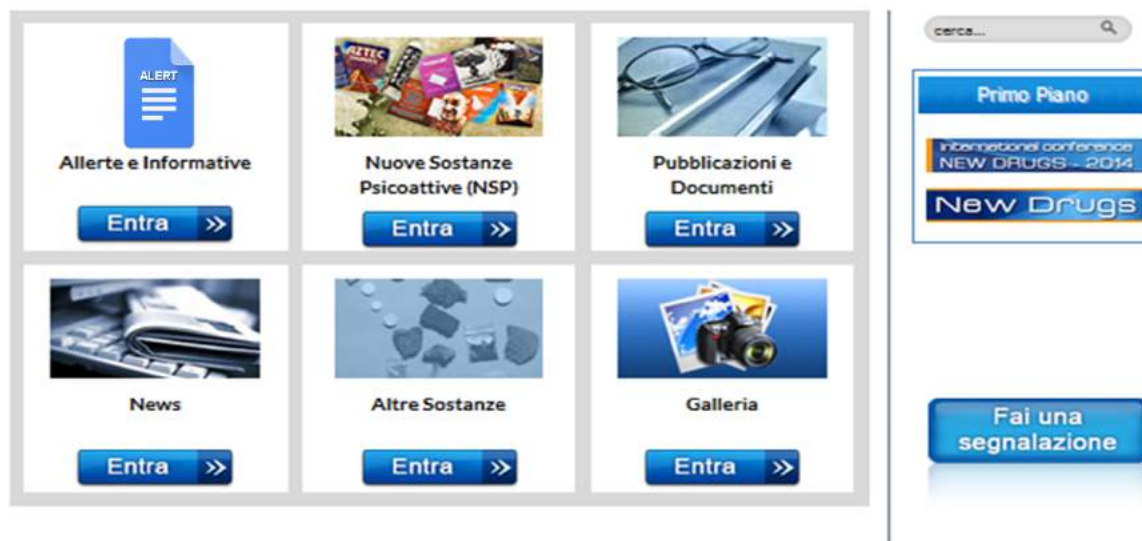 ALERT
Allerte e Informative
Entra
AZTEC
Nuove Sostanze
Psicoattive (NSP)
Entra
Pubblicazioni e
Documenti
Entra
News
Entra
Altre Sostanze
Entra
Galleria
Entra
cerca...
Primo Piano
international conference
NEW DRUGS - 2014
New Drugs
Fai una
segnalazione